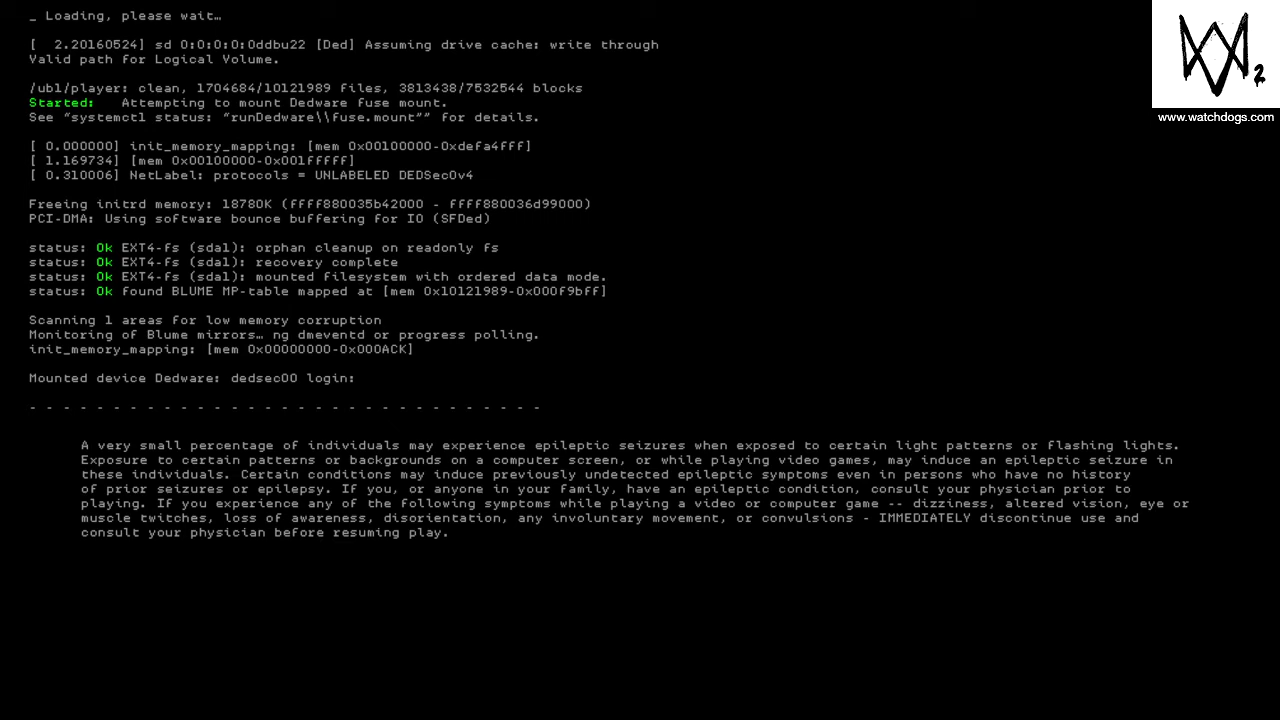 _ Loading, please wait…
[  2.20160524] sd 0:0:0:0:0ddbu22 [Ded] Assuming drive cache: write through
Valid path for Logical Volume.
/ubl/player: clean, 1704684/10121989 files, 3813438/7532544 blocks
Started:   Attempting to mount Dedware fuse mount.
See “systemctl status: “runDedware\\fuse.mount”” for details.
[ 0.000000] init_memory_mapping: [mem 0x00100000-0xdefa4fff]
[ 1.169734] [mem 0x00100000-0x001fffff]
[ 0.310006] NetLabel: protocols = UNLABELED DEDSec0v4
Freeing initrd memory: 18780K (ffff880035b42000 - ffff880036d99000)
PCI-DMA: Using software bounce buffering for IO (SFDed)
status: Ok EXT4-fs (sda1): orphan cleanup on readonly fs
status: Ok EXT4-fs (sda1): recovery complete
status: Ok EXT4-fs (sda1): mounted filesystem with ordered data mode.
status: Ok found BLUME MP-table mapped at [mem 0x10121989-0x000f9bff]
Scanning 1 areas for low memory corruption
Monitoring of Blume mirrors… ng dmeventd or progress polling.
init_memory_mapping: [mem 0x00000000-0x000ACK]
Mounted device Dedware: dedsec00 login:
- - - - - - - - - - - - - - - - - - - - - - - - - - - - - - -
A very small percentage of individuals may experience epileptic seizures when exposed to certain light patterns or flashing lights.
Exposure to certain patterns or backgrounds on a computer screen, or while playing video games, may induce an epileptic seizure in
these individuals. Certain conditions may induce previously undetected epileptic symptoms even in persons who have no history
of prior seizures or epilepsy. If you, or anyone in your family, have an epileptic condition, consult your physician prior to
playing. If you experience any of the following symptoms while playing a video or computer game -- dizziness, altered vision, eye or
muscle twitches, loss of awareness, disorientation, any involuntary movement, or convulsions - IMMEDIATELY discontinue use and
consult your physician before resuming play.
2
www.watchdogs.com